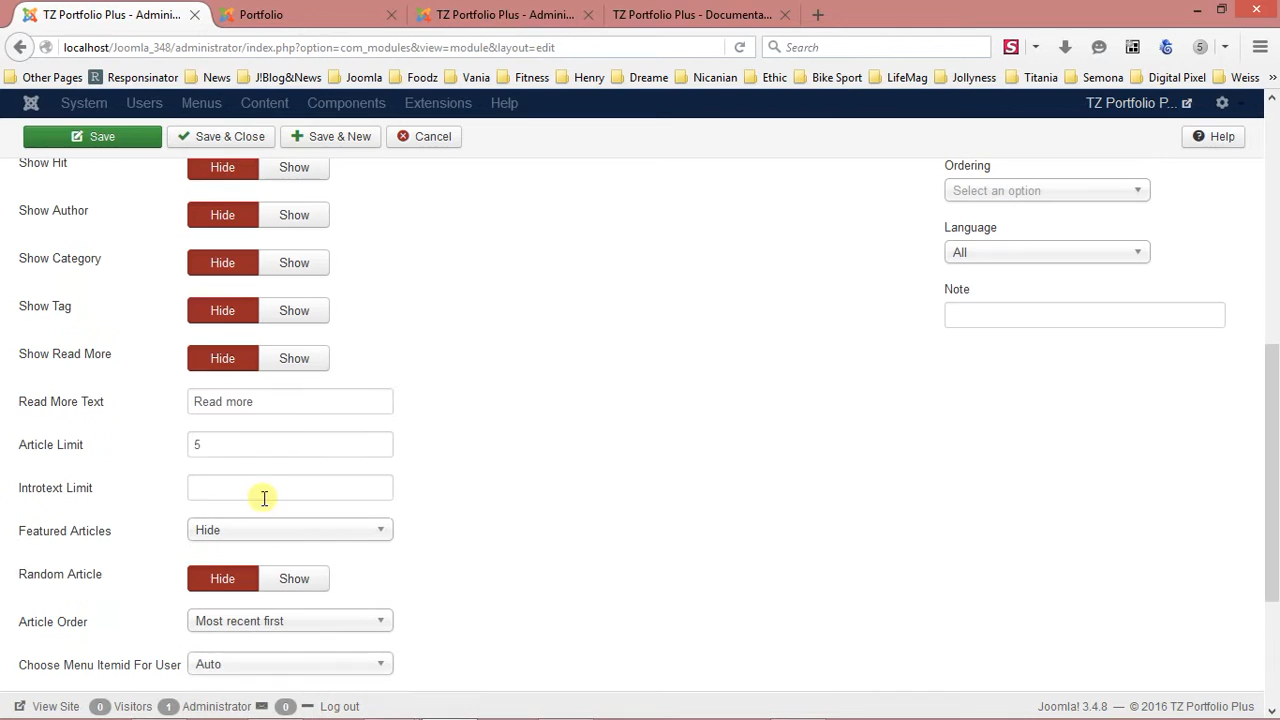 TZ Portfolio Plus - Admini...
Portfolio
TZ Portfolio Plus - Admini...
TZ Portfolio Plus - Documenta...
localhost/Joomla_348/administrator/index.php?option=com_modules&view=module&layout=edit
Search
S
5
Other Pages
R Responsinator
News
J!Blog&News
Joomla
Foodz
Vania
Fitness
Henry
Dreame
Nicanian
Ethic
Bike Sport
LifeMag
Jollyness
Titania
Semona
Digital Pixel
Weiss
»
System
Users
Menus
Content
Components
Extensions
Help
TZ Portfolio P...
Save
Save & Close
Save & New
Cancel
Help
Show Hit
Hide
Show
Show Author
Hide
Show
Show Category
Hide
Show
Show Tag
Hide
Show
Show Read More
Hide
Show
Read More Text
Read more
Article Limit
5
Introtext Limit
Featured Articles
Hide
Random Article
Hide
Show
Article Order
Most recent first
Choose Menu Itemid For User
Auto
Ordering
Select an option
Language
All
Note
View Site
0 Visitors
1 Administrator
0
Log out
Joomla! 3.4.8 — © 2016 TZ Portfolio Plus